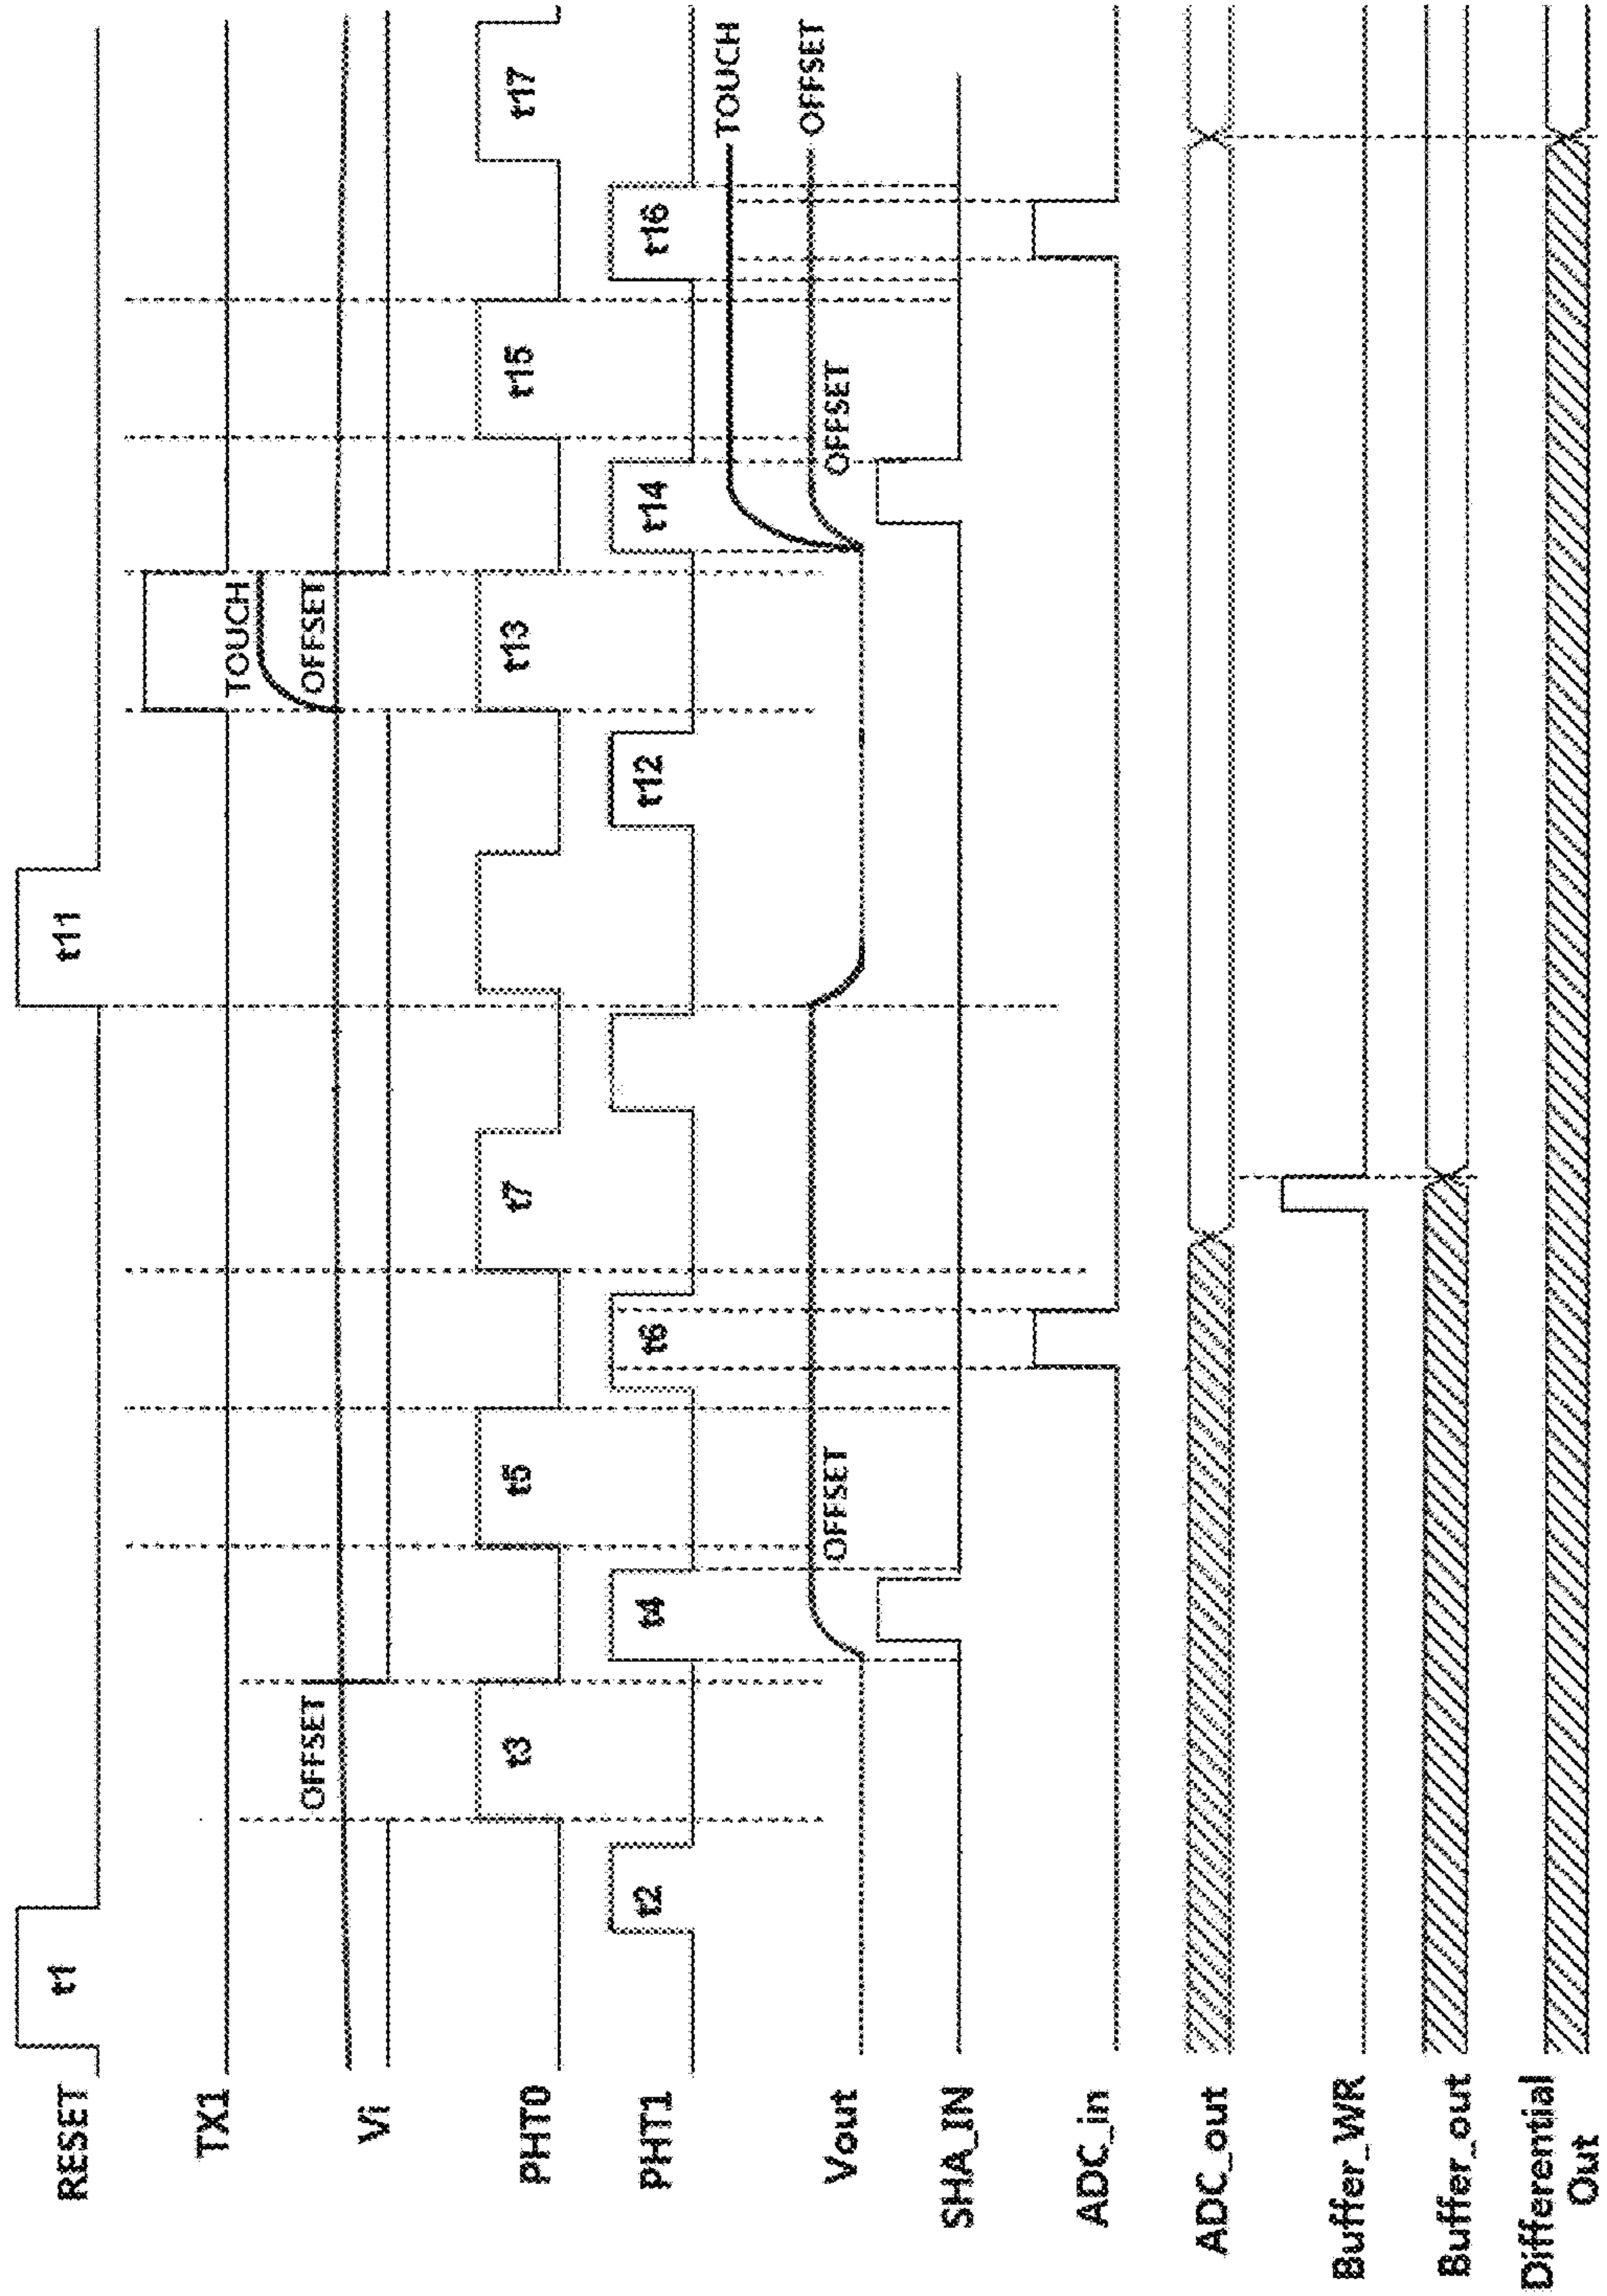 RESET
t1
t11
TX1
Vi
OFFSET
TOUCH
OFFSET
PHT0
t3
t5
t7
t13
t15
t17
PHT1
t2
t4
t6
t12
t14
t16
Vout
OFFSET
OFFSET
TOUCH
OFFSET
SHA_IN
ADC_in
ADC_out
Buffer_WR
Buffer_out
Differential
Out